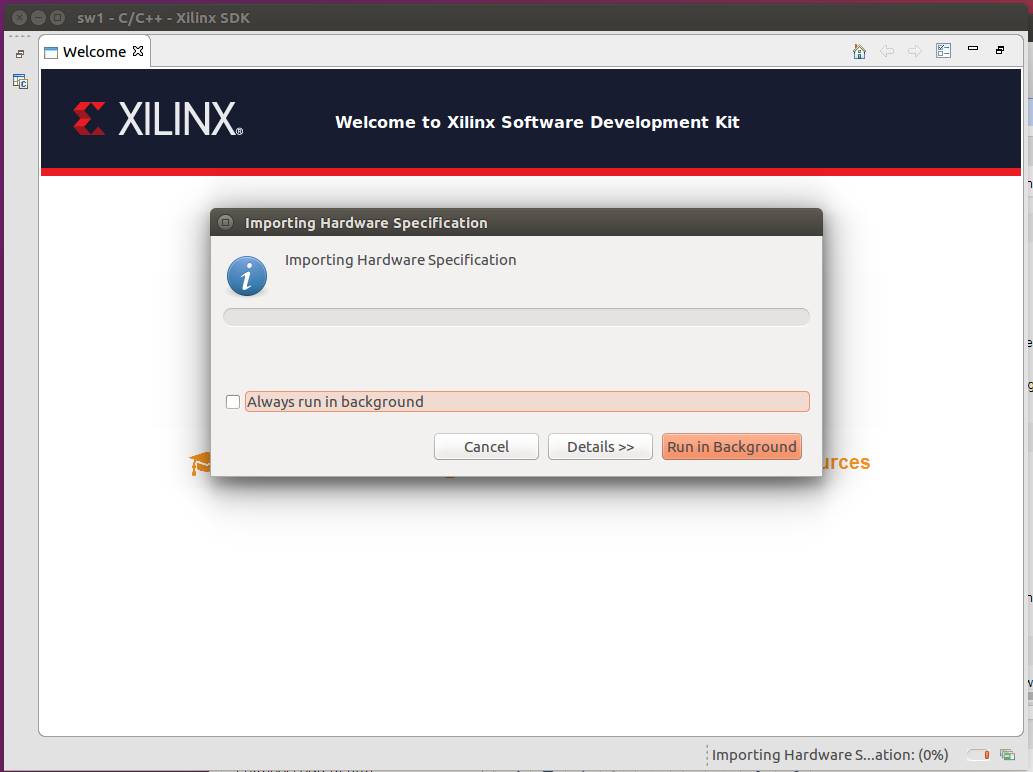 sw1 - C/C++ - Xilinx SDK
Welcome
XILINX®
Welcome to Xilinx Software Development Kit
Importing Hardware Specification
Importing Hardware Specification
Always run in background
Cancel
Details >>
Run in Background
Importing Hardware S...ation: (0%)